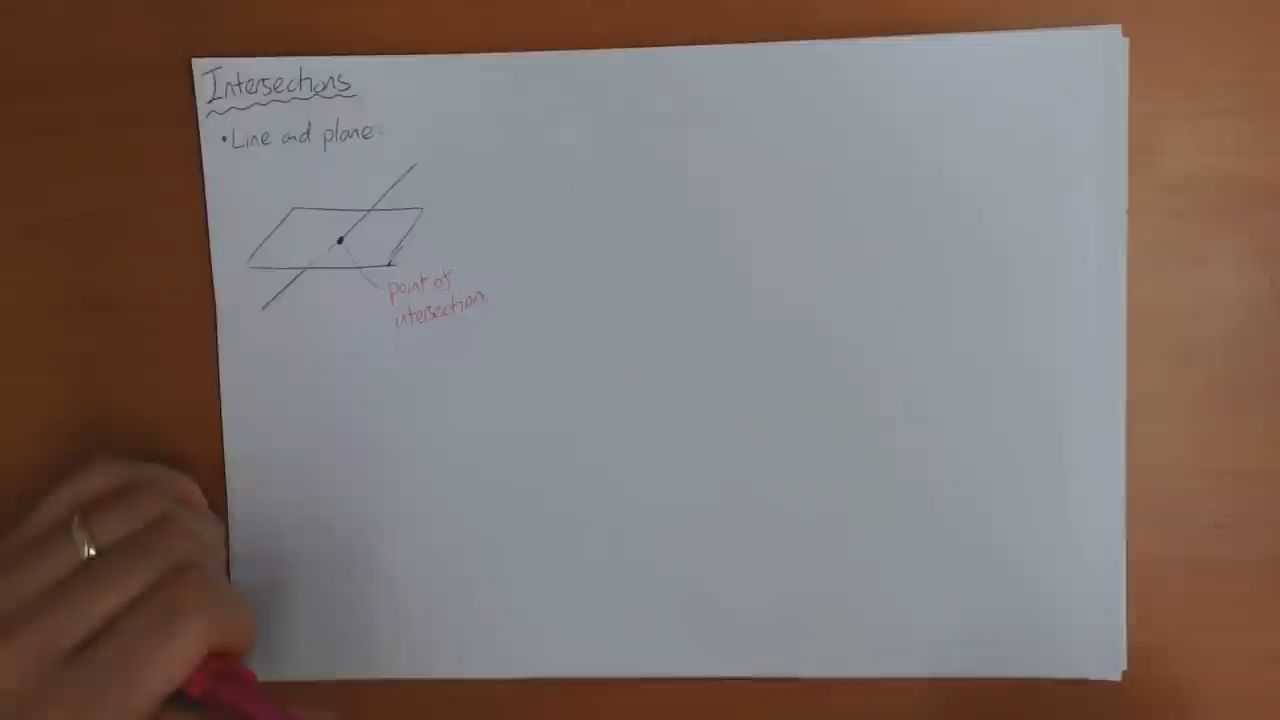 Intersections
• Line and plane:
point of
intersection